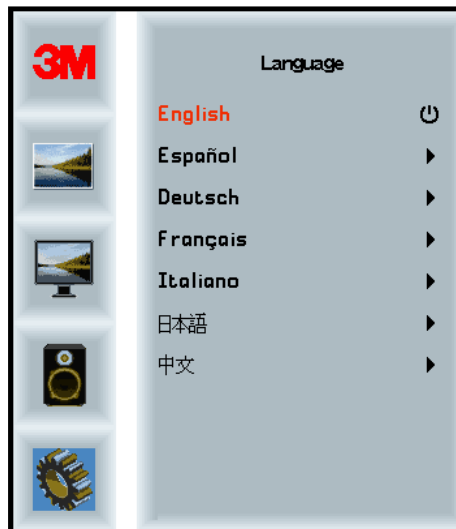 3M
Language
English
Español
Deutsch
Français
Italiano
日本語
中文